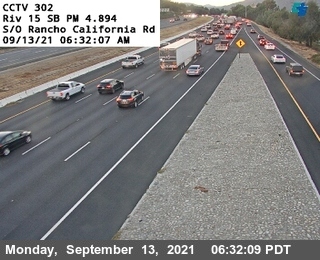 CCTV 302
Riv 15 SB PM 4.894
S/O Rancho California Rd
09/13/21 06:32:07 AM
Monday, September 13, 2021 06:32:09 PDT